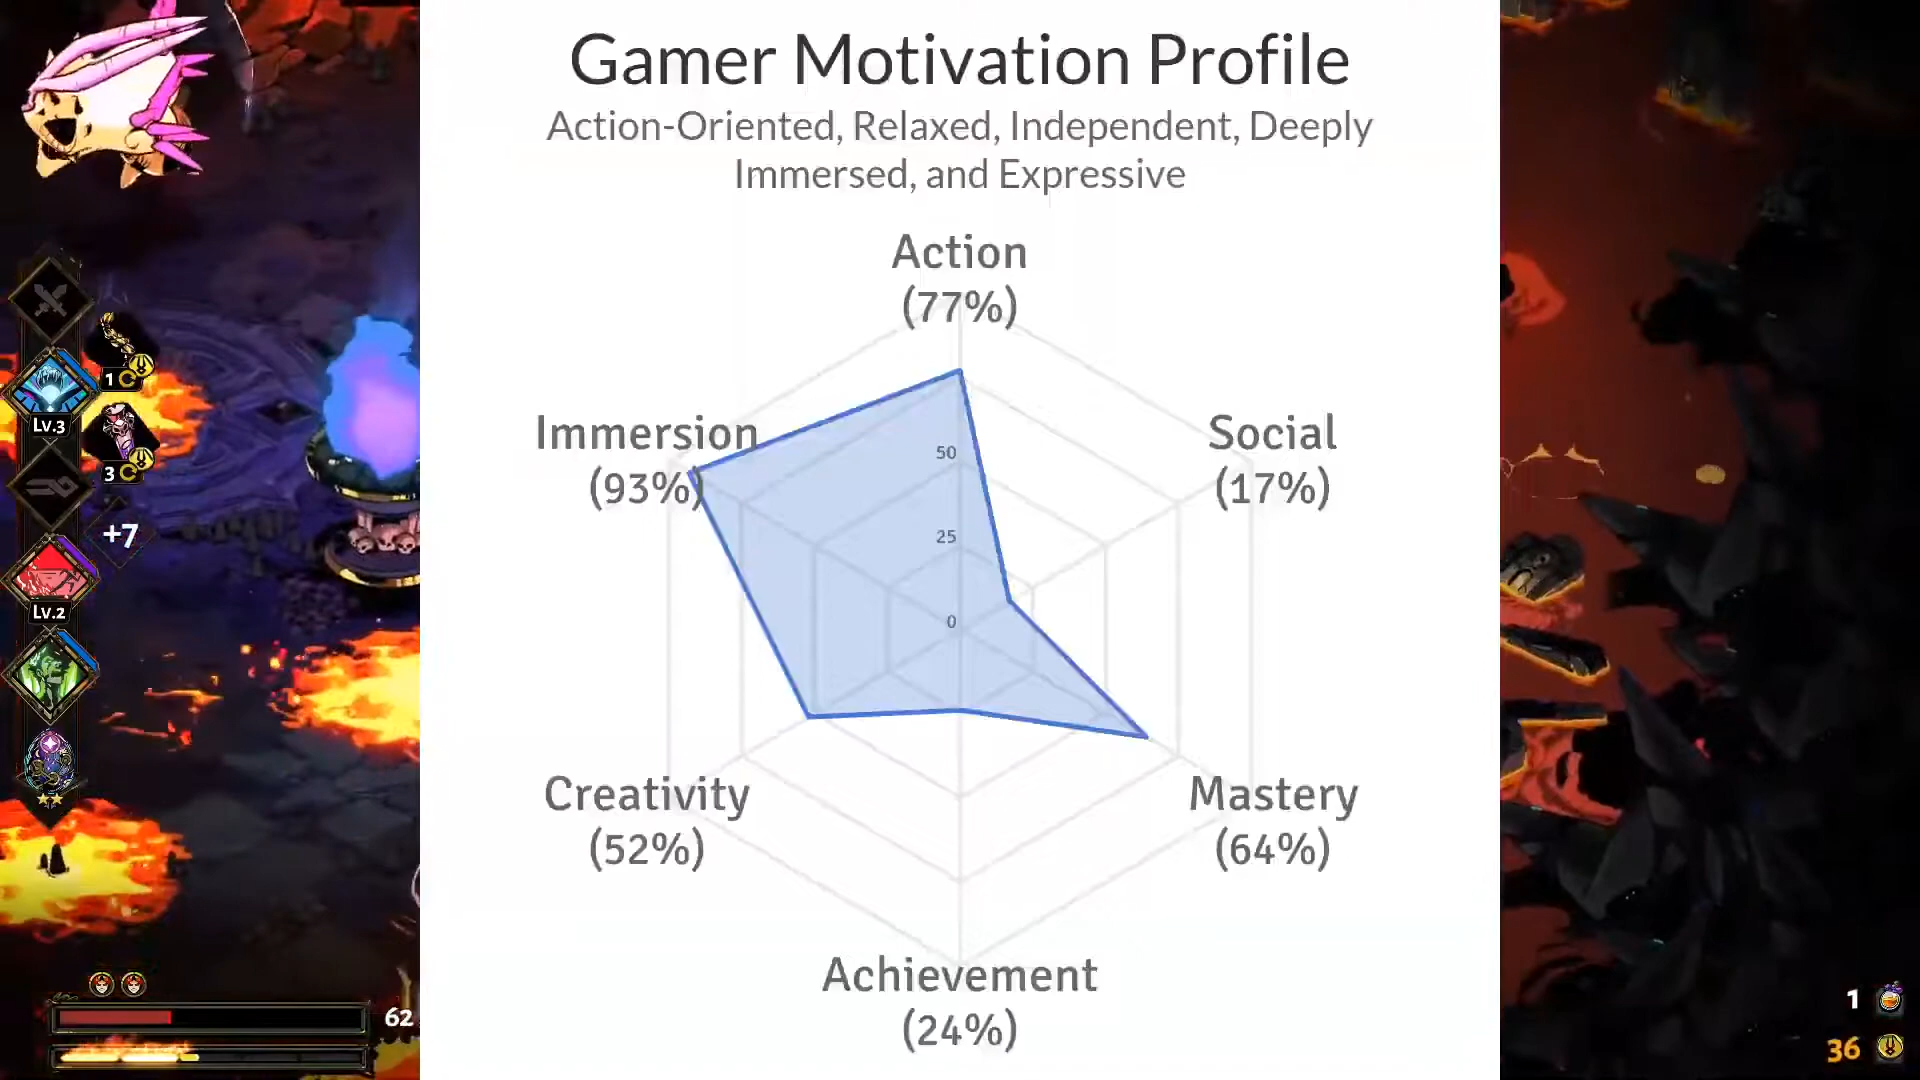 Gamer Motivation Profile
Action-Oriented, Relaxed, Independent, Deeply
Immersed, and Expressive
Action
(77%)
Immersion
(93%)
Social
(17%)
50
25
0
Creativity
(52%)
Mastery
(64%)
Achievement
(24%)
1
Lv.3
3
+7
Lv.2
62
1
36